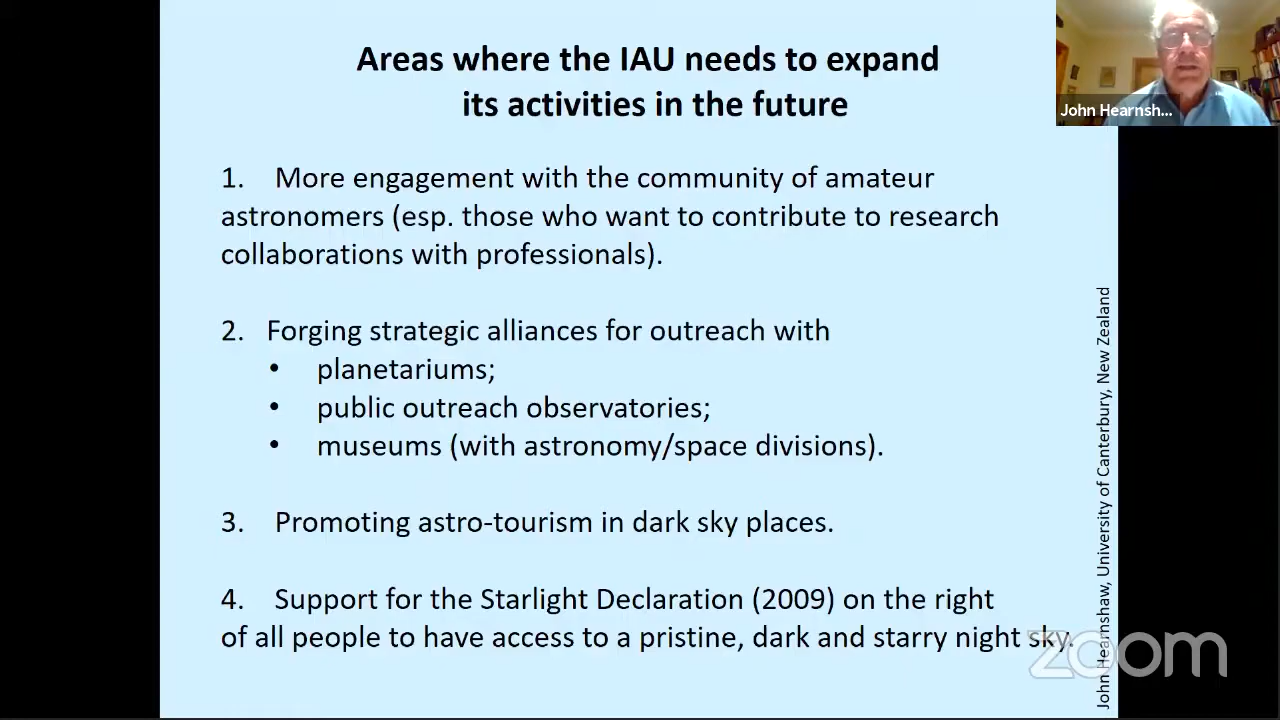 Areas where the IAU needs to expand
its activities in the future
John Hearnsh...
1. More engagement with the community of amateur
astronomers (esp. those who want to contribute to research
collaborations with professionals).
2. Forging strategic alliances for outreach with
• planetariums;
• public outreach observatories;
• museums (with astronomy/space divisions).
3. Promoting astro-tourism in dark sky places.
4. Support for the Starlight Declaration (2009) on the right
of all people to have access to a pristine, dark and starry night sky.
John Hearnshaw, University of Canterbury, New Zealand
zoom